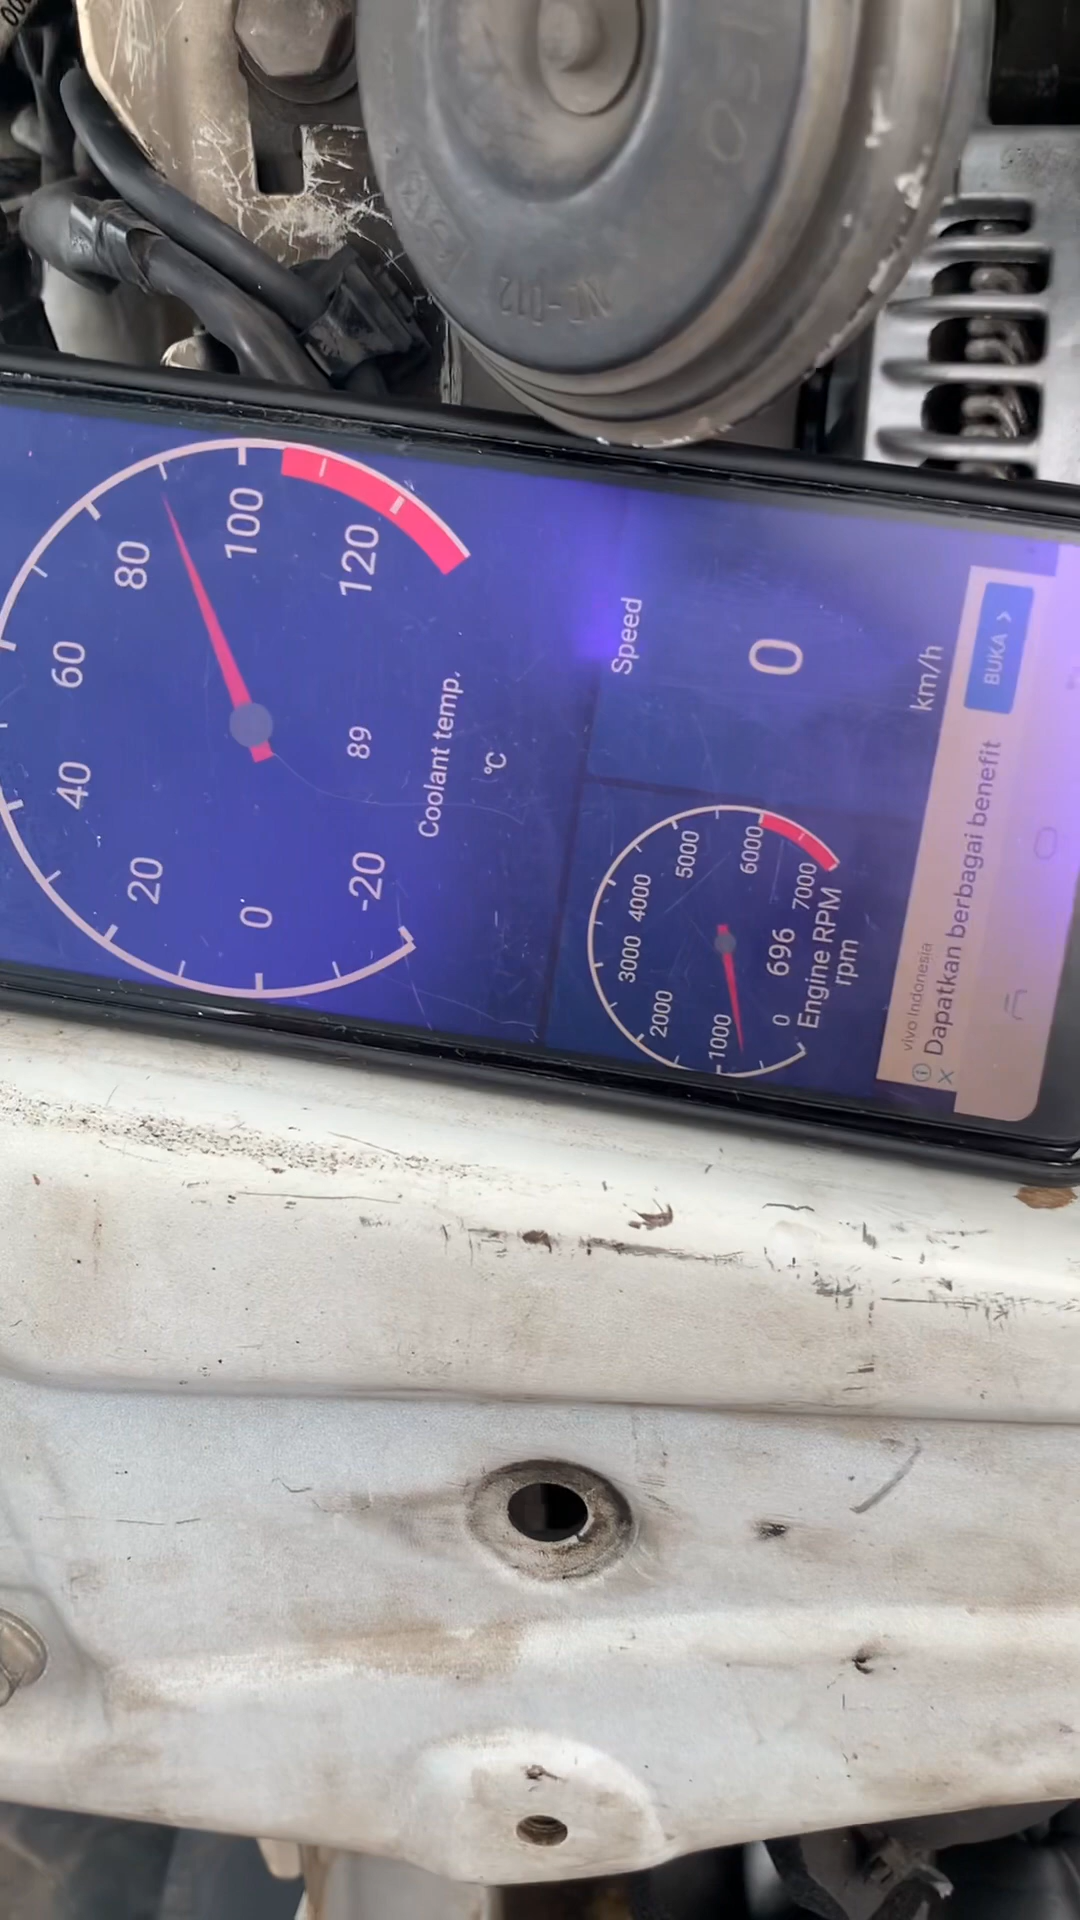 -20
0
20
40
60
80
100
120
89
Coolant temp.
°C
Speed
0
km/h
0
1000
2000
3000
4000
5000
6000
7000
696
Engine RPM
rpm
vivo Indonesia
Dapatkan berbagai benefit
BUKA >
NL-012